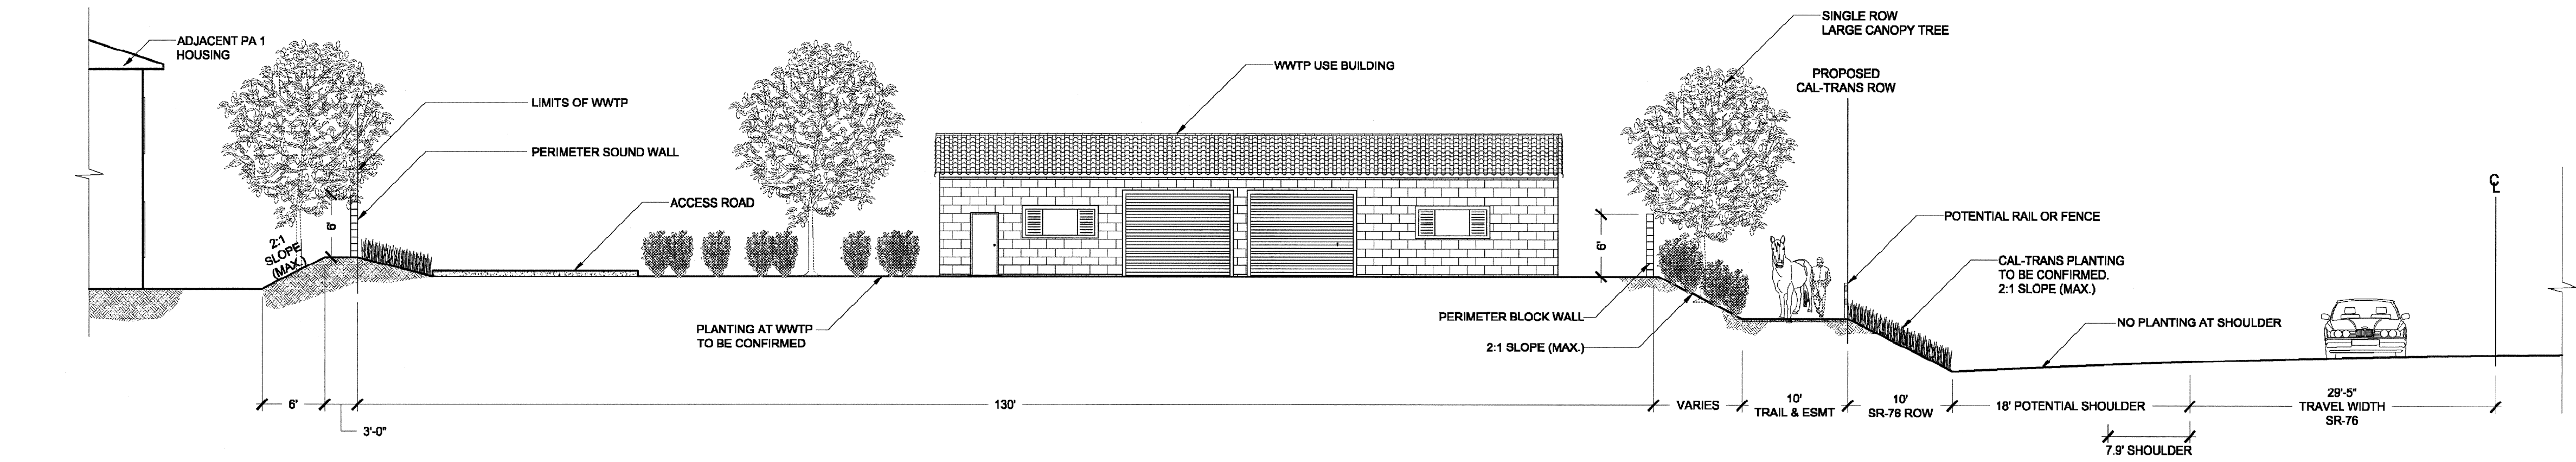 ADJACENT PA 1
HOUSING
LIMITS OF WWTP
PERIMETER SOUND WALL
ACCESS ROAD
6'
2:1
SLOPE
(MAX.)
PLANTING AT WWTP
TO BE CONFIRMED
WWTP USE BUILDING
SINGLE ROW
LARGE CANOPY TREE
PROPOSED
CAL-TRANS ROW
6'
PERIMETER BLOCK WALL
2:1 SLOPE (MAX.)
POTENTIAL RAIL OR FENCE
CAL-TRANS PLANTING
TO BE CONFIRMED.
2:1 SLOPE (MAX.)
NO PLANTING AT SHOULDER
CL
6'
3'-0"
130'
VARIES
10'
TRAIL & ESMT
10'
SR-76 ROW
18' POTENTIAL SHOULDER
7.9' SHOULDER
29'-5"
TRAVEL WIDTH
SR-76